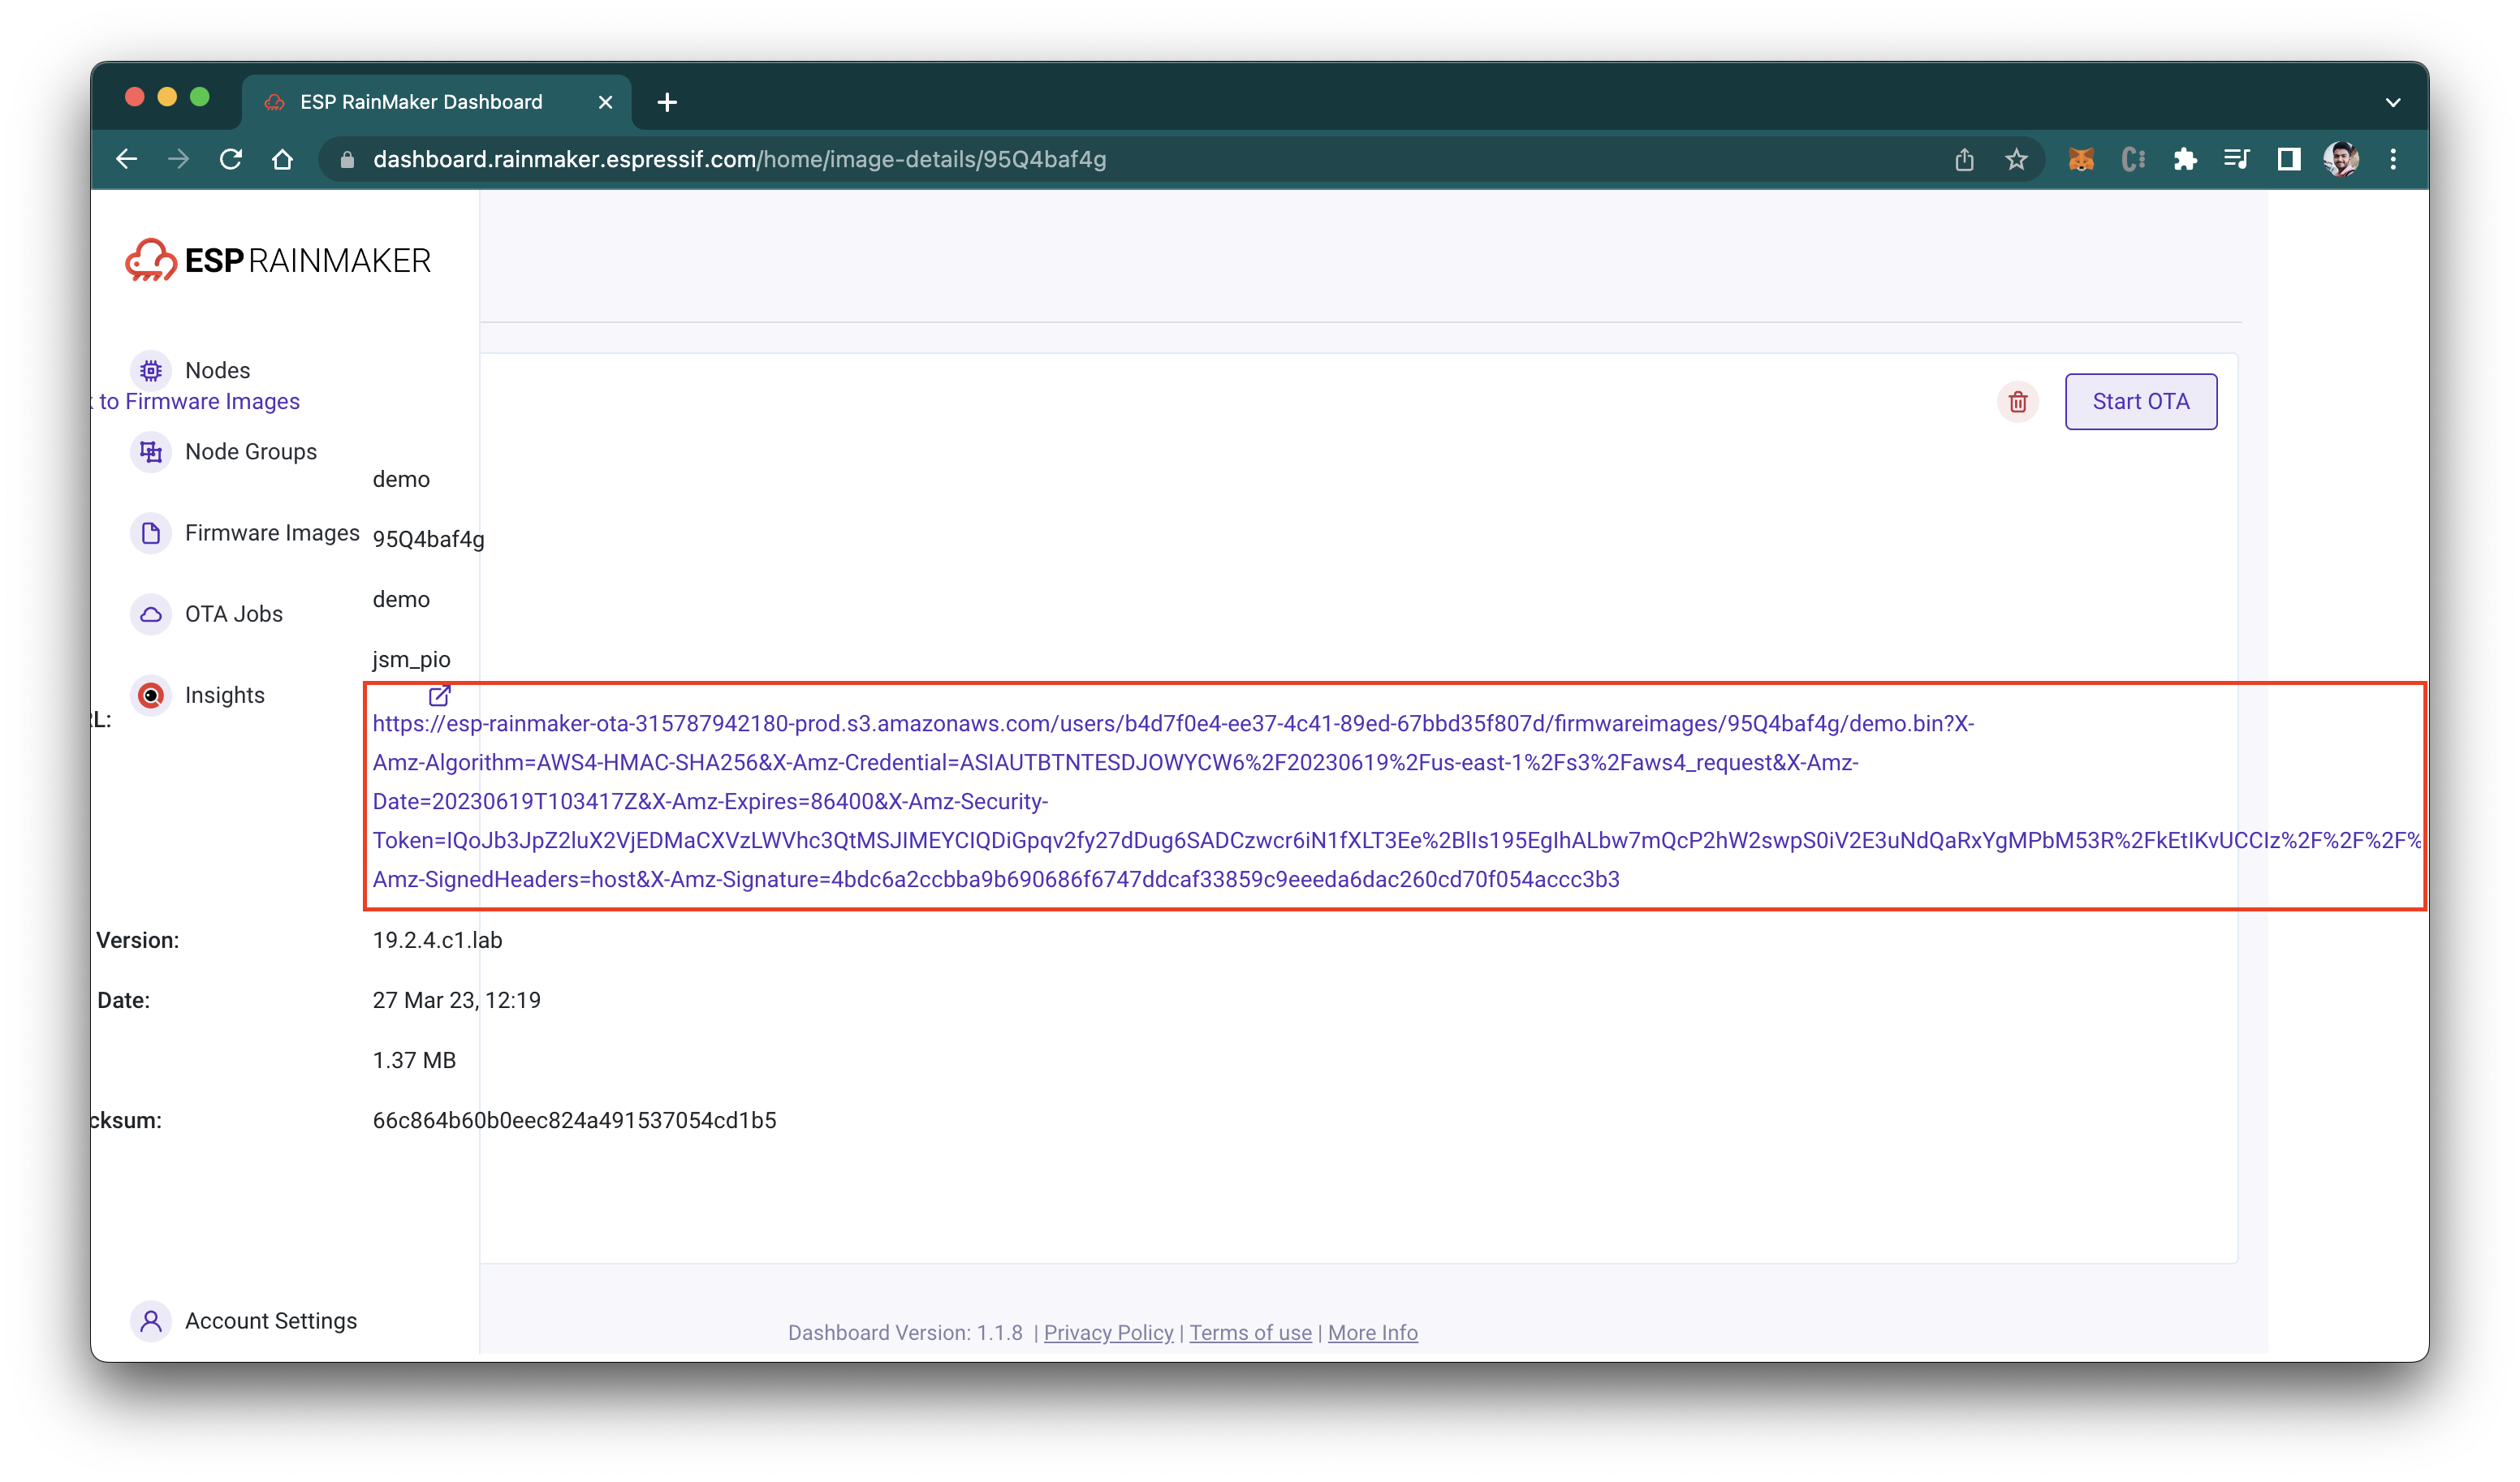 ESP RainMaker Dashboard
dashboard.rainmaker.espressif.com/home/image-details/95Q4baf4g
ESP RAINMAKER
Nodes
to Firmware Images
Start OTA
Node Groups
demo
Firmware Images
95Q4baf4g
demo
OTA Jobs
jsm_pio
Insights
RL:
https://esp-rainmaker-ota-315787942180-prod.s3.amazonaws.com/users/b4d7f0e4-ee37-4c41-89ed-67bbd35f807d/firmwareimages/95Q4baf4g/demo.bin?X-
Amz-Algorithm=AWS4-HMAC-SHA256&X-Amz-Credential=ASIAUTBTNTESDJOWYCW6%2F20230619%2Fus-east-1%2Fs3%2Faws4_request&X-Amz-
Date=20230619T103417Z&X-Amz-Expires=86400&X-Amz-Security-
Token=IQoJb3JpZ2luX2VjEDMaCXVzLWVhc3QtMSJIMEYCIQDiGpqv2fy27dDug6SADCzwcr6iN1fXLT3Ee%2BlIs195EgIhALbw7mQcP2hW2swpS0iV2E3uNdQaRxYgMPbM53R%2FkEtIKvUCCIz%2F%2F%2F%
Amz-SignedHeaders=host&X-Amz-Signature=4bdc6a2ccbba9b690686f6747ddcaf33859c9eeeda6dac260cd70f054accc3b3
Version: 19.2.4.c1.lab
Date: 27 Mar 23, 12:19
1.37 MB
cksum: 66c864b60b0eec824a491537054cd1b5
Account Settings
Dashboard Version: 1.1.8 | Privacy Policy | Terms of use | More Info